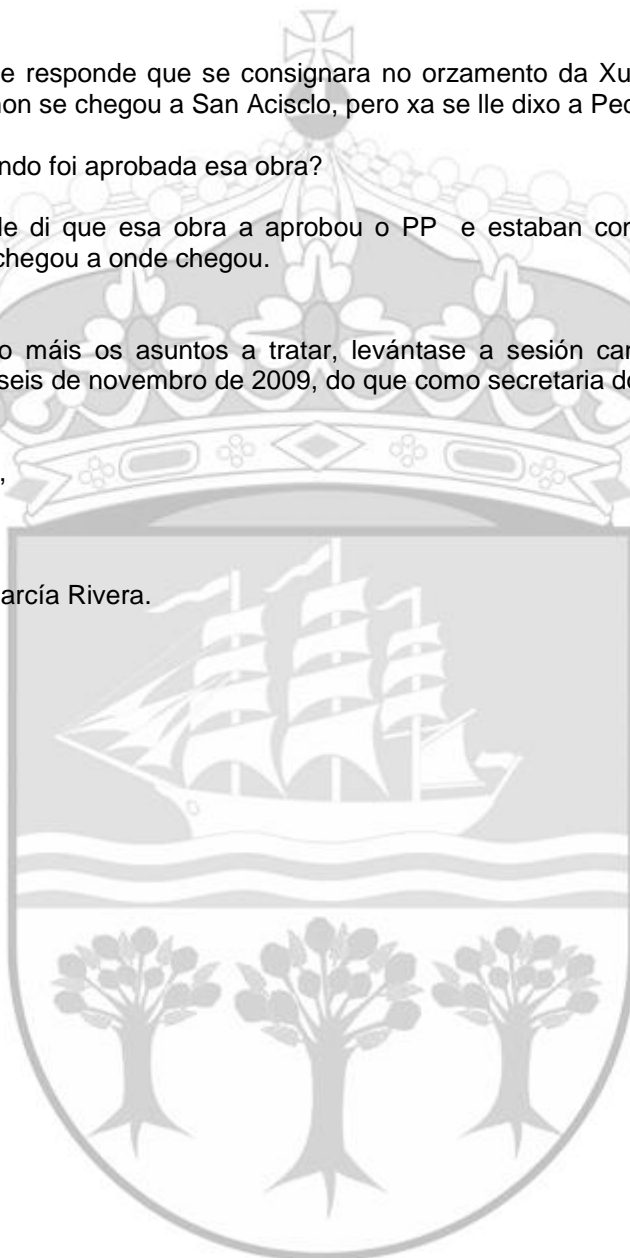 e responde que se consignara no orzamento da Xu
non se chegou a San Acisclo, pero xa se lle dixo a Pec
ndo foi aprobada esa obra?
le di que esa obra a aprobou o PP e estaban con
chegou a onde chegou.
o máis os asuntos a tratar, levántase a sesión
seis de novembro de 2009, do que como secretaria do
,
arcía Rivera.